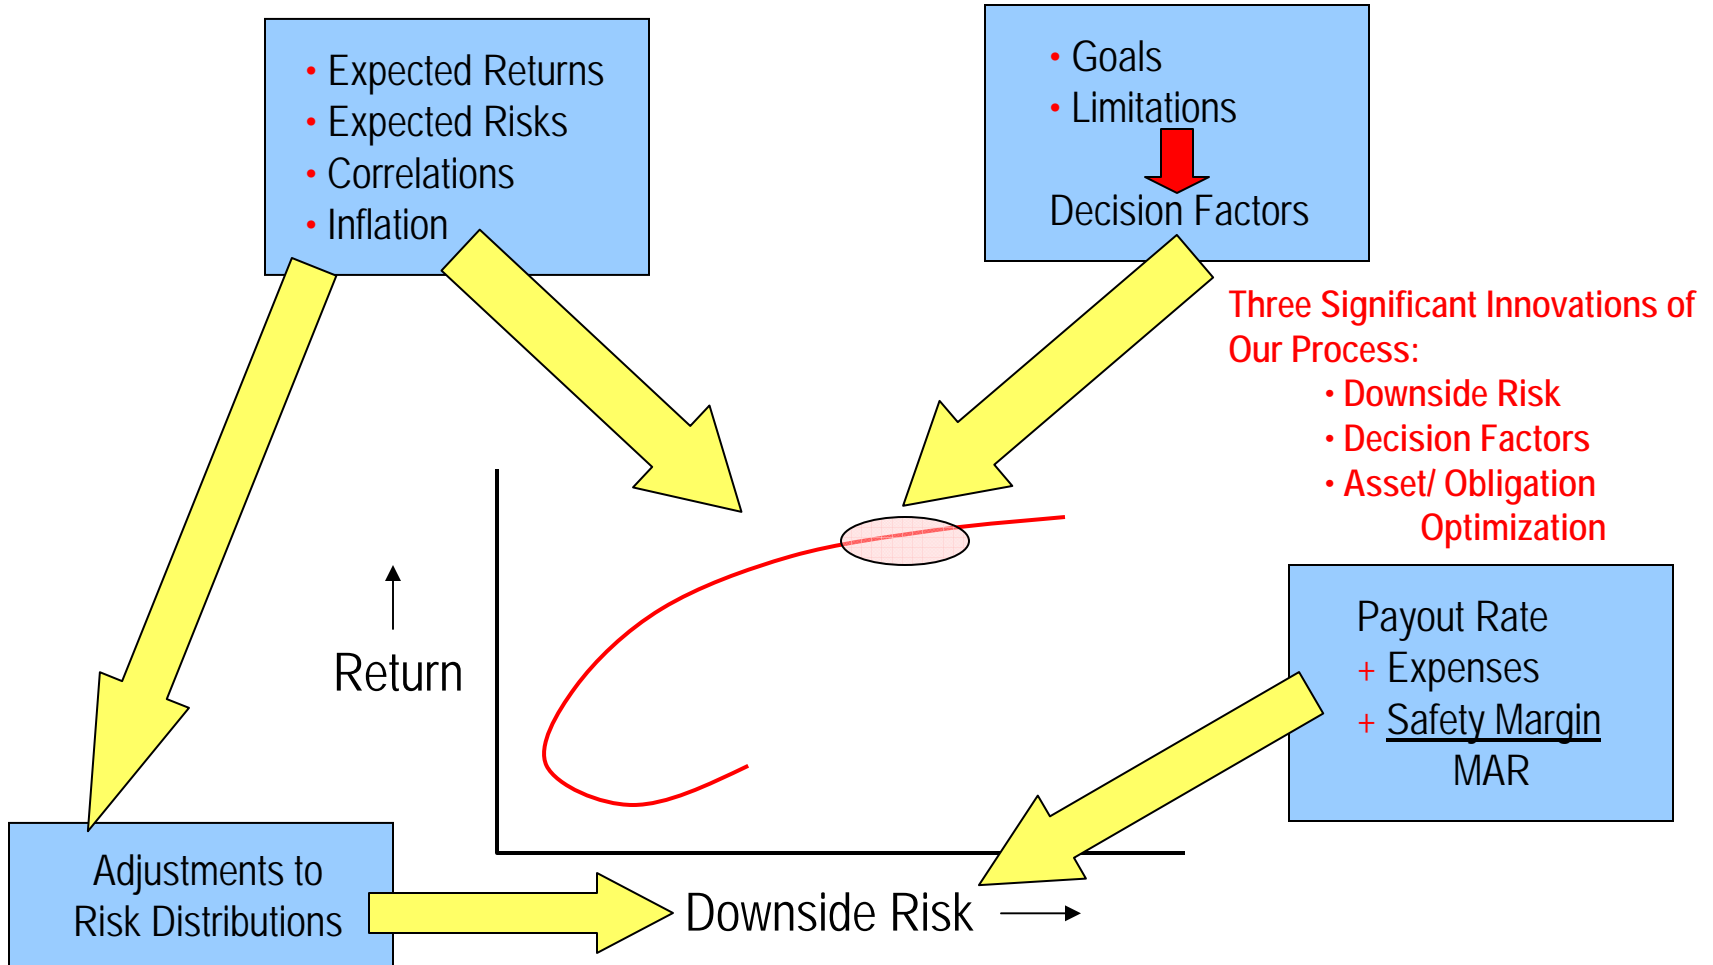 • Expected Returns
• Expected Risks
• Correlations
• Inflation
• Goals
• Limitations
Decision Factors
Three Significant Innovations of
Our Process:
• Downside Risk
• Decision Factors
• Asset/ Obligation
Optimization
Return
Payout Rate
+ Expenses
+ Safety Margin
MAR
Adjustments to
Risk Distributions
Downside Risk